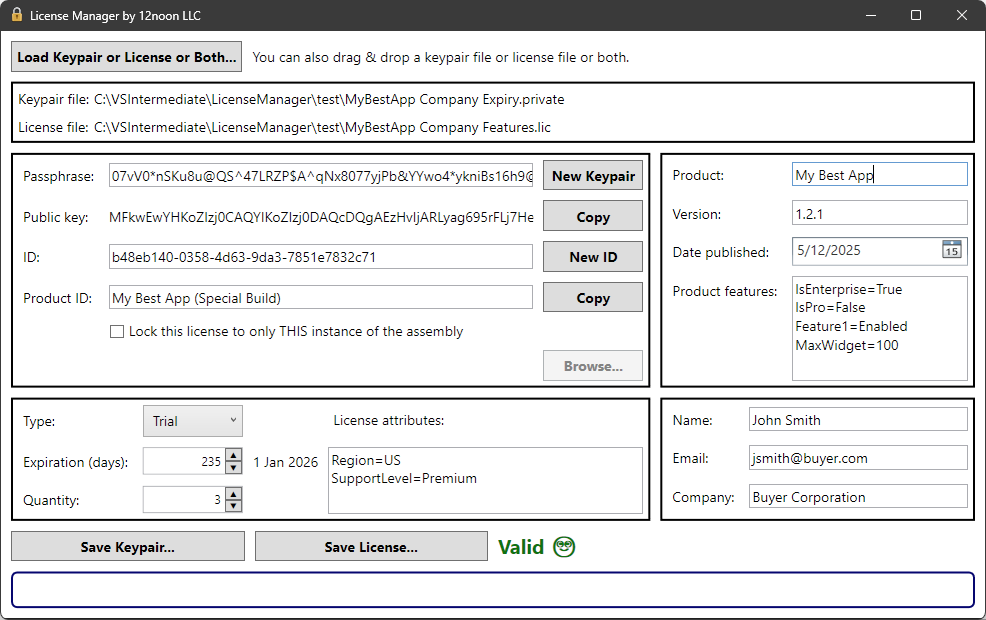 License Manager by 12noon LLC
Load Keypair or License or Both... You can also drag & drop a keypair file or license file or both.
Keypair file: C:\VSIntermediate\LicenseManager\test\MyBestApp Company Expiry.private
License file: C:\VSIntermediate\LicenseManager\test\MyBestApp Company Features.lic
Passphrase: 07vV0*nSKu8u@QS^47LRZP$A^qNx8077yjPb&YYwo4*ykniBs16h9@ New Keypair
Public key: MFkwEwYHKoZIzj0CAQYIKoZIzj0DAQcDQgAEzHvIjARLyag695rFLj7He Copy
ID: b48eb140-0358-4d63-9da3-7851e7832c71 New ID
Product ID: My Best App (Special Build) Copy
Lock this license to only THIS instance of the assembly
Browse...
Product: My Best App
Version: 1.2.1
Date published: 5/12/2025 15
Product features: IsEnterprise=True
IsPro=False
Feature1=Enabled
MaxWidget=100
Type: Trial
Expiration (days): 235 1 Jan 2026
Quantity: 3
License attributes:
Region=US
SupportLevel=Premium
Name: John Smith
Email: jsmith@buyer.com
Company: Buyer Corporation
Save Keypair... Save License... Valid